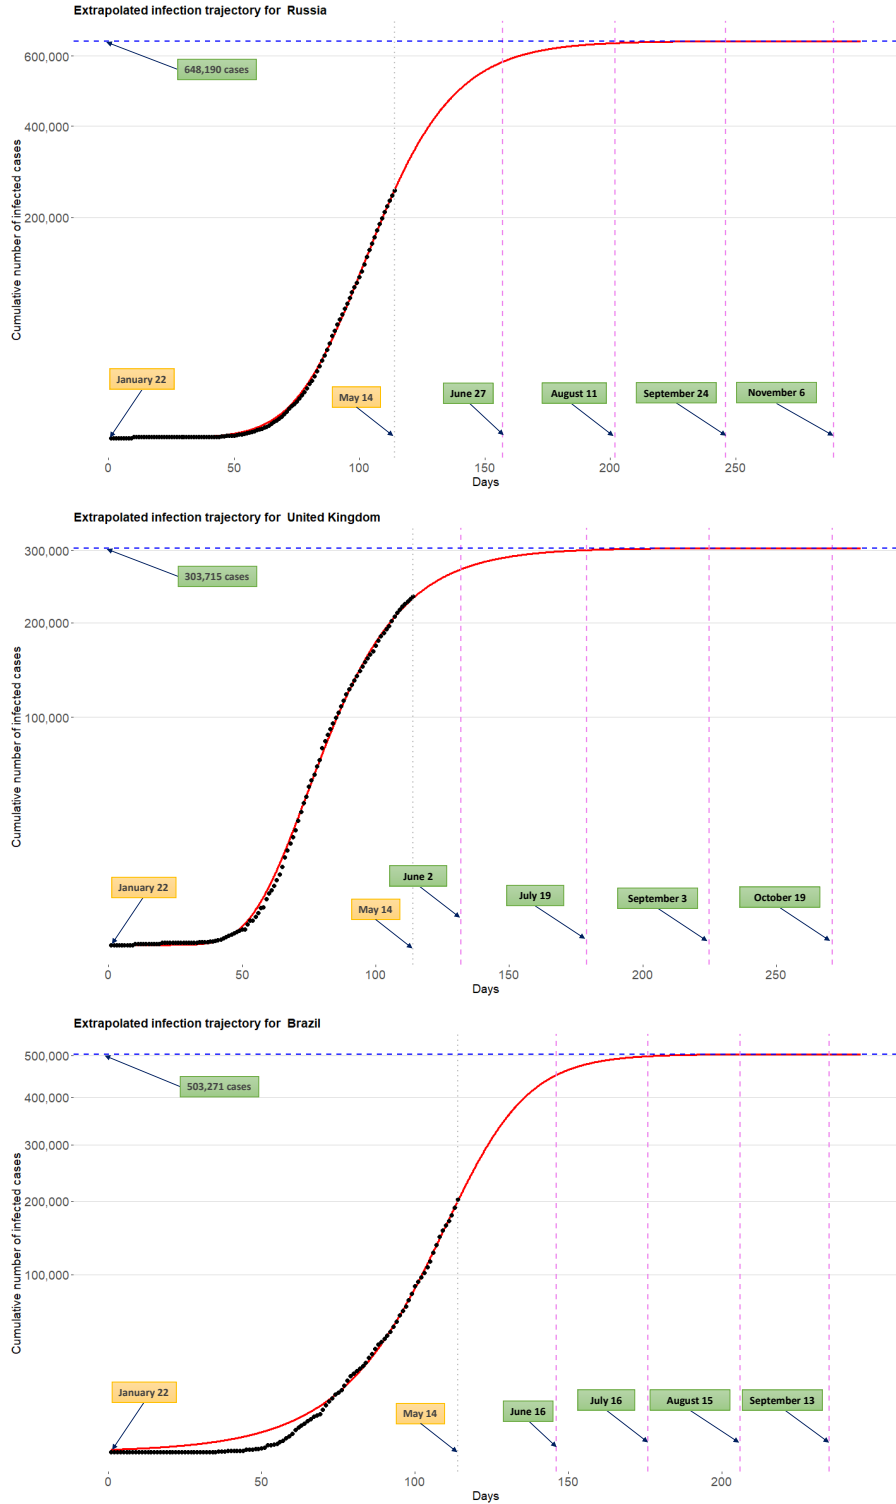 Extrapolated infection trajectory for Russia
Cumulative number of infected cases
600,000
400,000
200,000
648,190 cases
January 22
May 14
June 27
August 11
September 24
November 6
0
50
100
150
200
250
Days
Extrapolated infection trajectory for United Kingdom
Cumulative number of infected cases
300,000
200,000
100,000
303,715 cases
January 22
May 14
June 2
July 19
September 3
October 19
0
50
100
150
200
250
Days
Extrapolated infection trajectory for Brazil
Cumulative number of infected cases
500,000
400,000
300,000
200,000
100,000
503,271 cases
January 22
May 14
June 16
July 16
August 15
September 13
0
50
100
150
200
Days